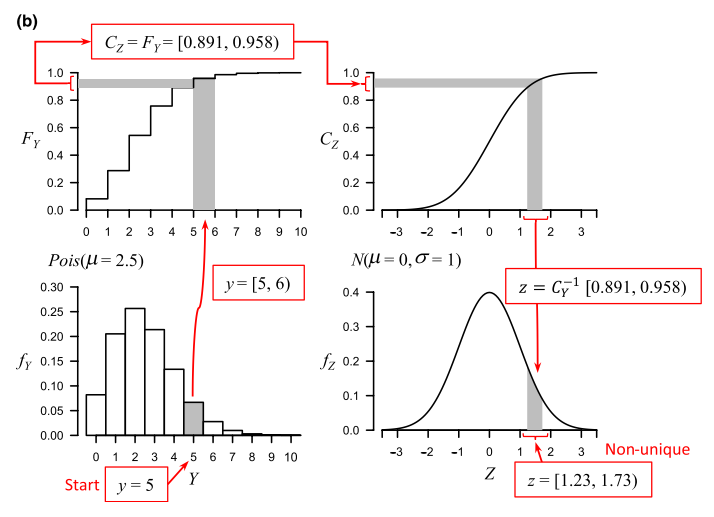 (b)
C_Z = F_Y = [0.891, 0.958)
1.0
0.8
0.6
0.4
0.2
0.0
F_Y
0 1 2 3 4 5 6 7 8 9 10
1.0
0.8
0.6
0.4
0.2
0.0
C_Z
−3 −2 −1 0 1 2 3
Pois(μ = 2.5)
N(μ = 0, σ = 1)
y = [5, 6)
z = C_Y^{-1} [0.891, 0.958)
0.30
0.25
0.20
0.15
0.10
0.05
0.00
f_Y
0 1 2 3 4 5 6 7 8 9 10
Y
Start
y = 5
0.4
0.3
0.2
0.1
0.0
f_Z
−3 −2 −1 0 1 2 3
Z
Non-unique
z = [1.23, 1.73)